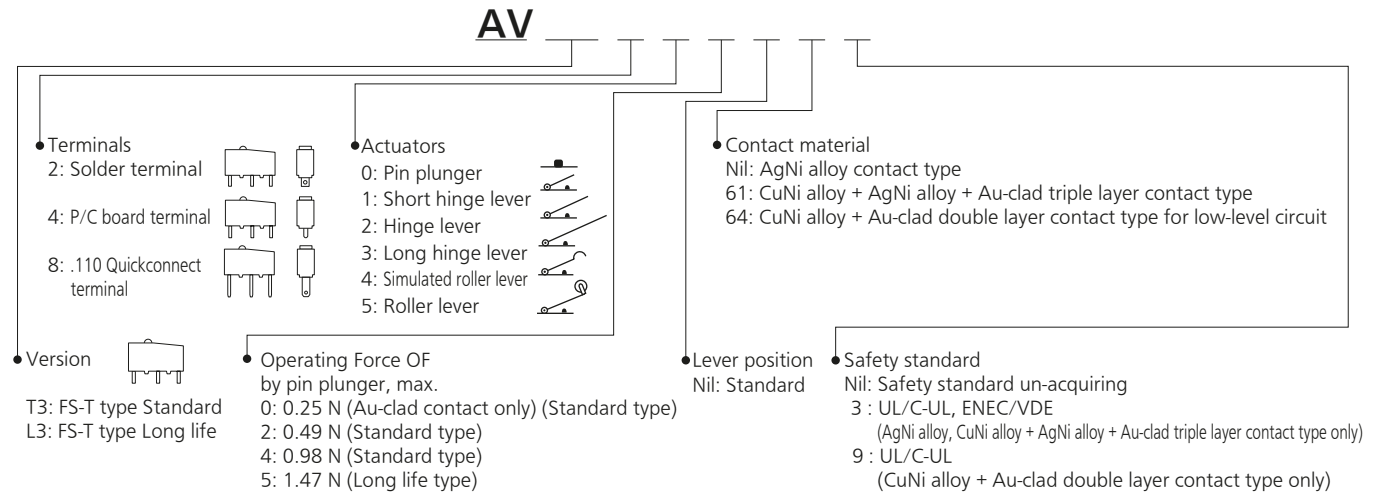 AV
Terminals
2: Solder terminal
4: P/C board terminal
8: .110 Quickconnect
terminal
Actuators
0: Pin plunger
1: Short hinge lever
2: Hinge lever
3: Long hinge lever
4: Simulated roller lever
5: Roller lever
Contact material
Nil: AgNi alloy contact type
61: CuNi alloy + AgNi alloy + Au-clad triple layer contact type
64: CuNi alloy + Au-clad double layer contact type for low-level circuit
Version
T3: FS-T type Standard
L3: FS-T type Long life
Operating Force OF
by pin plunger, max.
0: 0.25 N (Au-clad contact only) (Standard type)
2: 0.49 N (Standard type)
4: 0.98 N (Standard type)
5: 1.47 N (Long life type)
Lever position
Nil: Standard
Safety standard
Nil: Safety standard un-acquiring
3 : UL/C-UL, ENEC/VDE
(AgNi alloy, CuNi alloy + AgNi alloy + Au-clad triple layer contact type only)
9 : UL/C-UL
(CuNi alloy + Au-clad double layer contact type only)